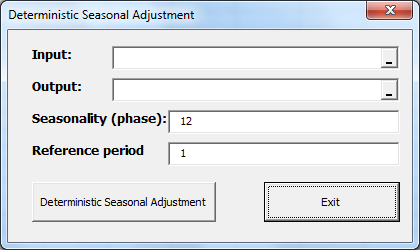 Deterministic Seasonal Adjustment
Input:
Output:
Seasonality (phase): 12
Reference period 1
Deterministic Seasonal Adjustment Exit